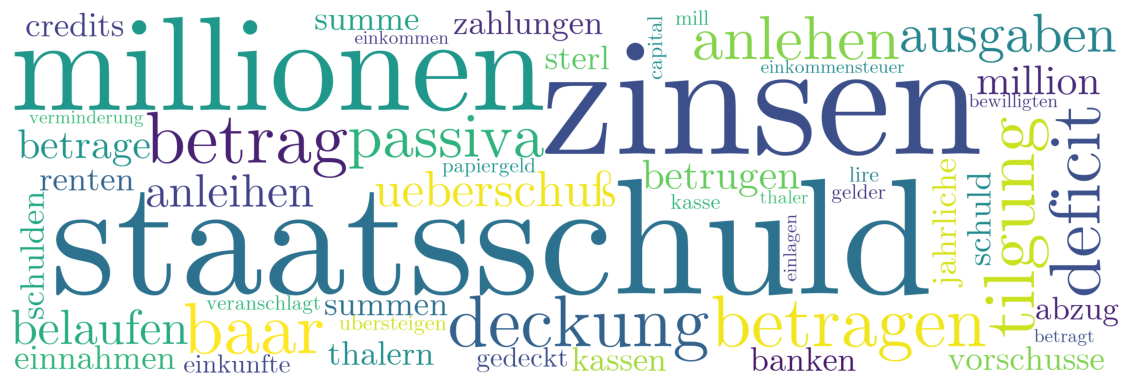 credits summe zahlungen mill
einkommen capital anlehen ausgaben
millionen sterl einkommensteuer million
zinsen bewilligten
verminderung betrag passiva deficit
betrage papiergeld tilgung
renten anleihen ueberschuß betrugen lire
kasse thaler gelder
schulden staatsschuld einlagen jahrliche schuld
veranschlagt summen abzug
belaufen baar ubersteigen deckung betragen betragt
einnahmen einkunfte thalern gedeckt kassen banken vorschusse